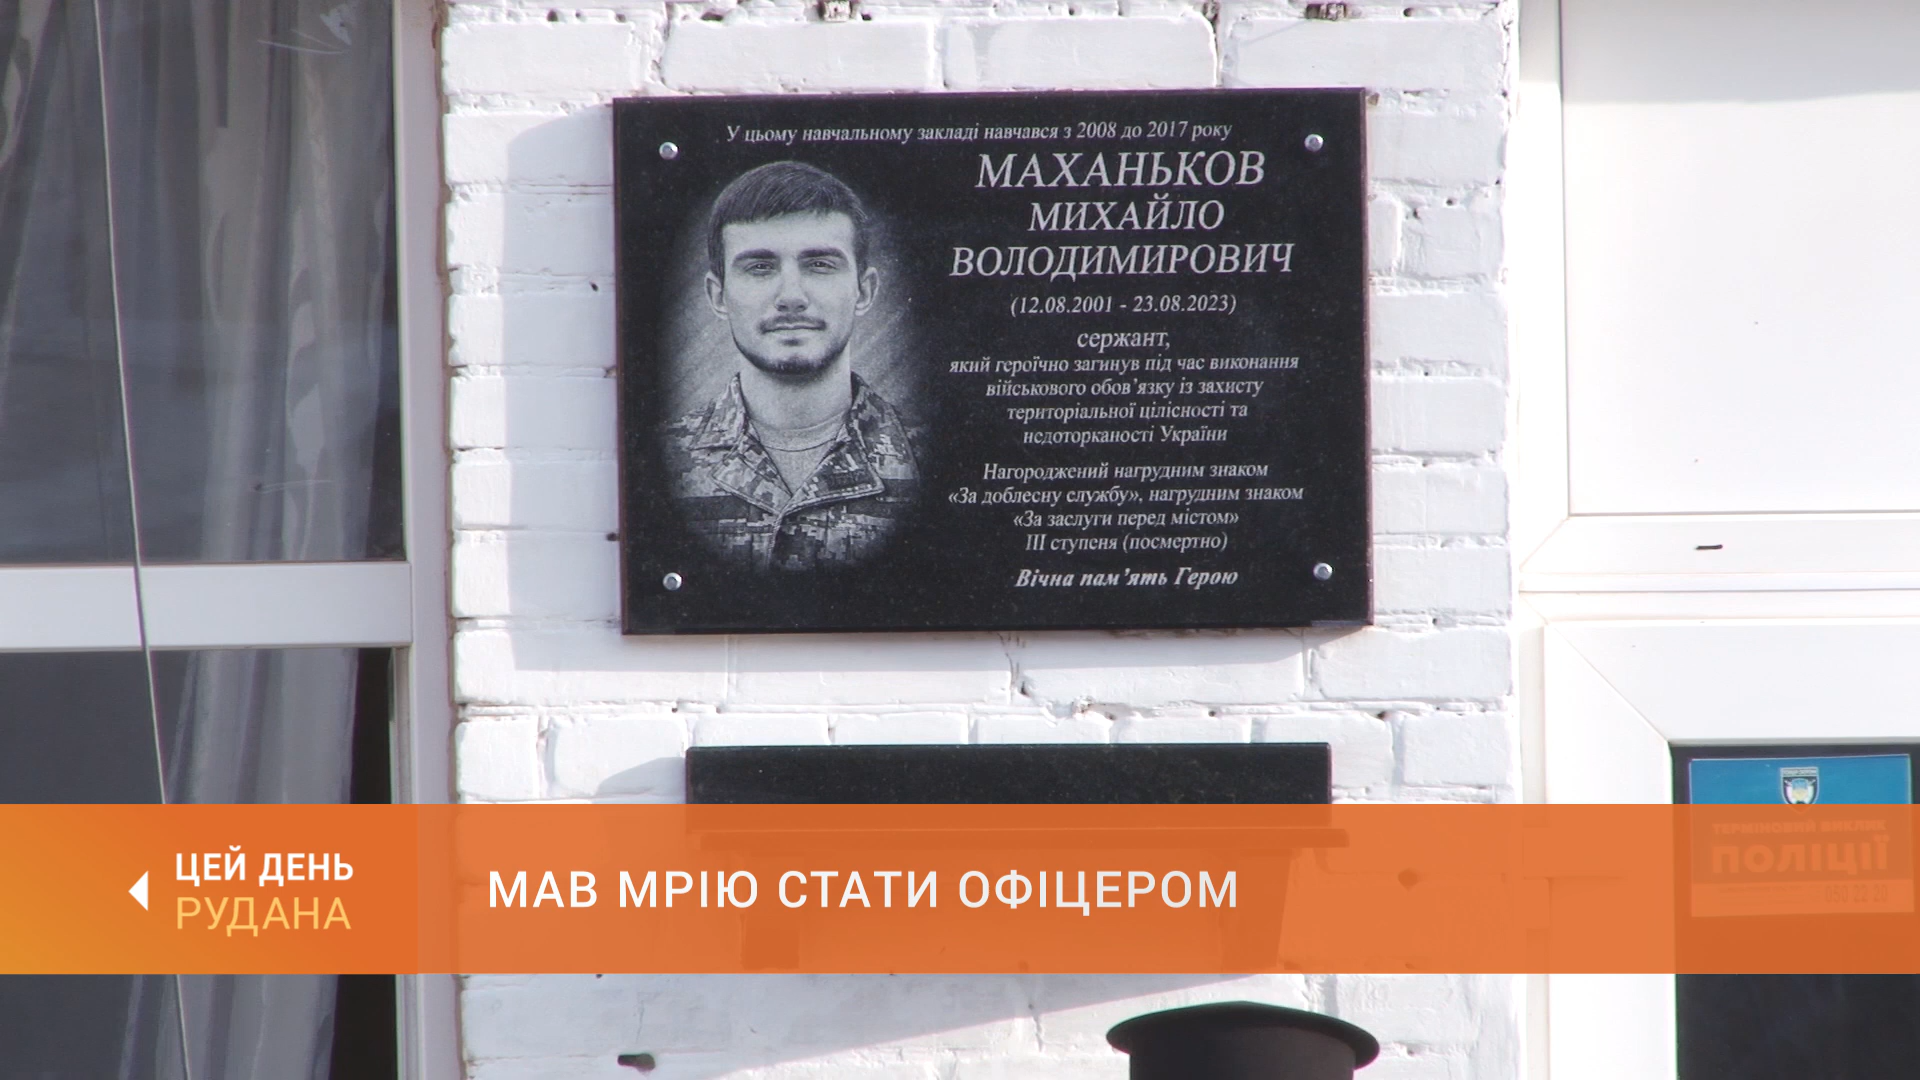 У цьому навчальному закладі навчався з 2008 до 2017 року
МАХАНЬКОВ
МИХАЙЛО
ВОЛОДИМИРОВИЧ
(12.08.2001 - 23.08.2023)
сержант,
який героїчно загинув під час виконання
військового обов'язку із захисту
територіальної цілісності та
недоторканості України
Нагороджений нагрудним знаком
«За доблесну службу», нагрудним знаком
«За заслуги перед містом»
III ступеня (посмертно)
Вічна пам'ять Герою
ТЕРМІНОВИЙ ВИКЛИК
ПОЛІЦІЇ
ЦЕЙ ДЕНЬ
РУДАНА
МАВ МРІЮ СТАТИ ОФІЦЕРОМ